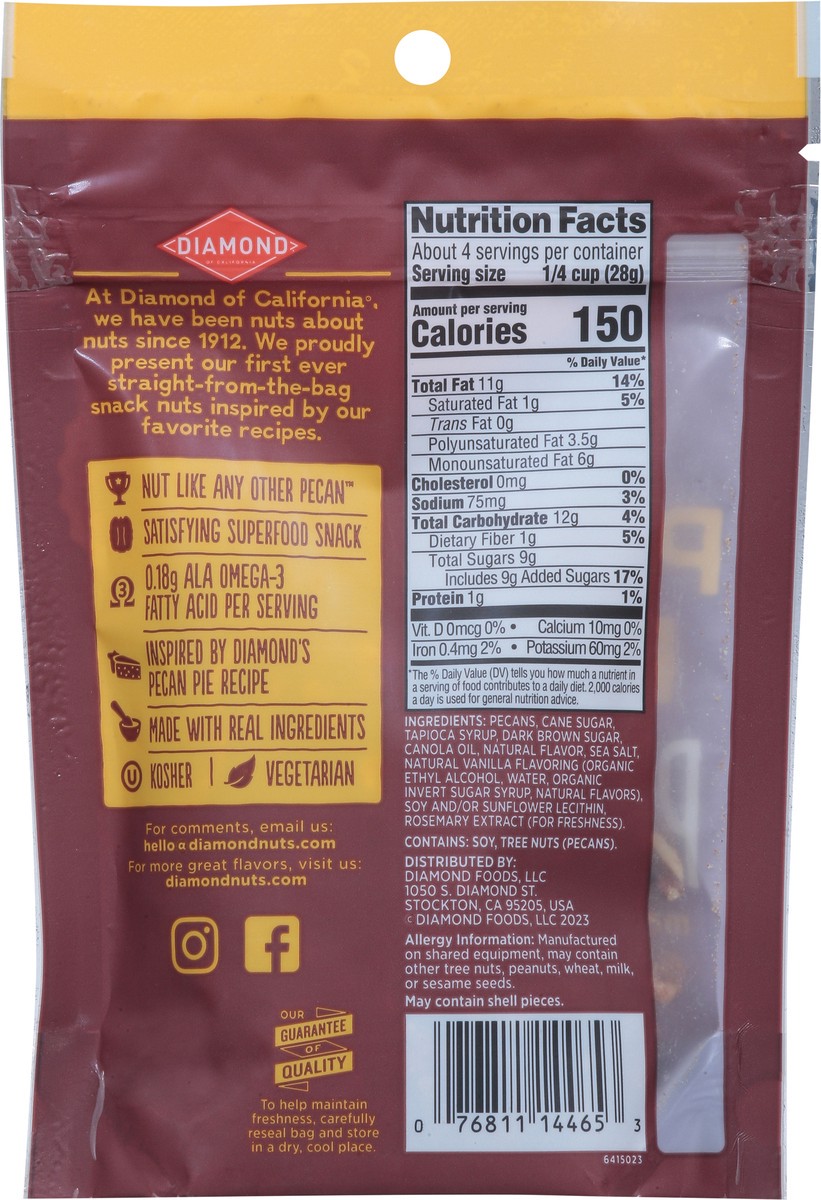 <DIAMOND>
OF CALIFORNIA
At Diamond of California®,
we have been nuts about
nuts since 1912. We proudly
present our first ever
straight-from-the-bag
snack nuts inspired by our
favorite recipes.
NUT LIKE ANY OTHER PECAN™
SATISFYING SUPERFOOD SNACK
Ω3
0.18g ALA OMEGA-3
FATTY ACID PER SERVING
INSPIRED BY DIAMOND'S
PECAN PIE RECIPE
MADE WITH REAL INGREDIENTS
U KOSHER | VEGETARIAN
For comments, email us:
hello@diamondnuts.com
For more great flavors, visit us:
diamondnuts.com
OUR
GUARANTEE
OF
QUALITY
To help maintain
freshness, carefully
reseal bag and store
in a dry, cool place.
Nutrition Facts
About 4 servings per container
Serving size 1/4 cup (28g)
Amount per serving
Calories 150
% Daily Value*
Total Fat 11g 14%
Saturated Fat 1g 5%
Trans Fat 0g
Polyunsaturated Fat 3.5g
Monounsaturated Fat 6g
Cholesterol 0mg 0%
Sodium 75mg 3%
Total Carbohydrate 12g 4%
Dietary Fiber 1g 5%
Total Sugars 9g
Includes 9g Added Sugars 17%
Protein 1g 1%
Vit. D 0mcg 0% • Calcium 10mg 0%
Iron 0.4mg 2% • Potassium 60mg 2%
*The % Daily Value (DV) tells you how much a nutrient in
a serving of food contributes to a daily diet. 2,000 calories
a day is used for general nutrition advice.
INGREDIENTS: PECANS, CANE SUGAR,
TAPIOCA SYRUP, DARK BROWN SUGAR,
CANOLA OIL, NATURAL FLAVOR, SEA SALT,
NATURAL VANILLA FLAVORING (ORGANIC
ETHYL ALCOHOL, WATER, ORGANIC
INVERT SUGAR SYRUP, NATURAL FLAVORS),
SOY AND/OR SUNFLOWER LECITHIN,
ROSEMARY EXTRACT (FOR FRESHNESS).
CONTAINS: SOY, TREE NUTS (PECANS).
DISTRIBUTED BY:
DIAMOND FOODS, LLC
1050 S. DIAMOND ST.
STOCKTON, CA 95205, USA
© DIAMOND FOODS, LLC 2023
Allergy Information: Manufactured
on shared equipment, may contain
other tree nuts, peanuts, wheat, milk,
or sesame seeds.
May contain shell pieces.
0 76811 14465 3
6415023